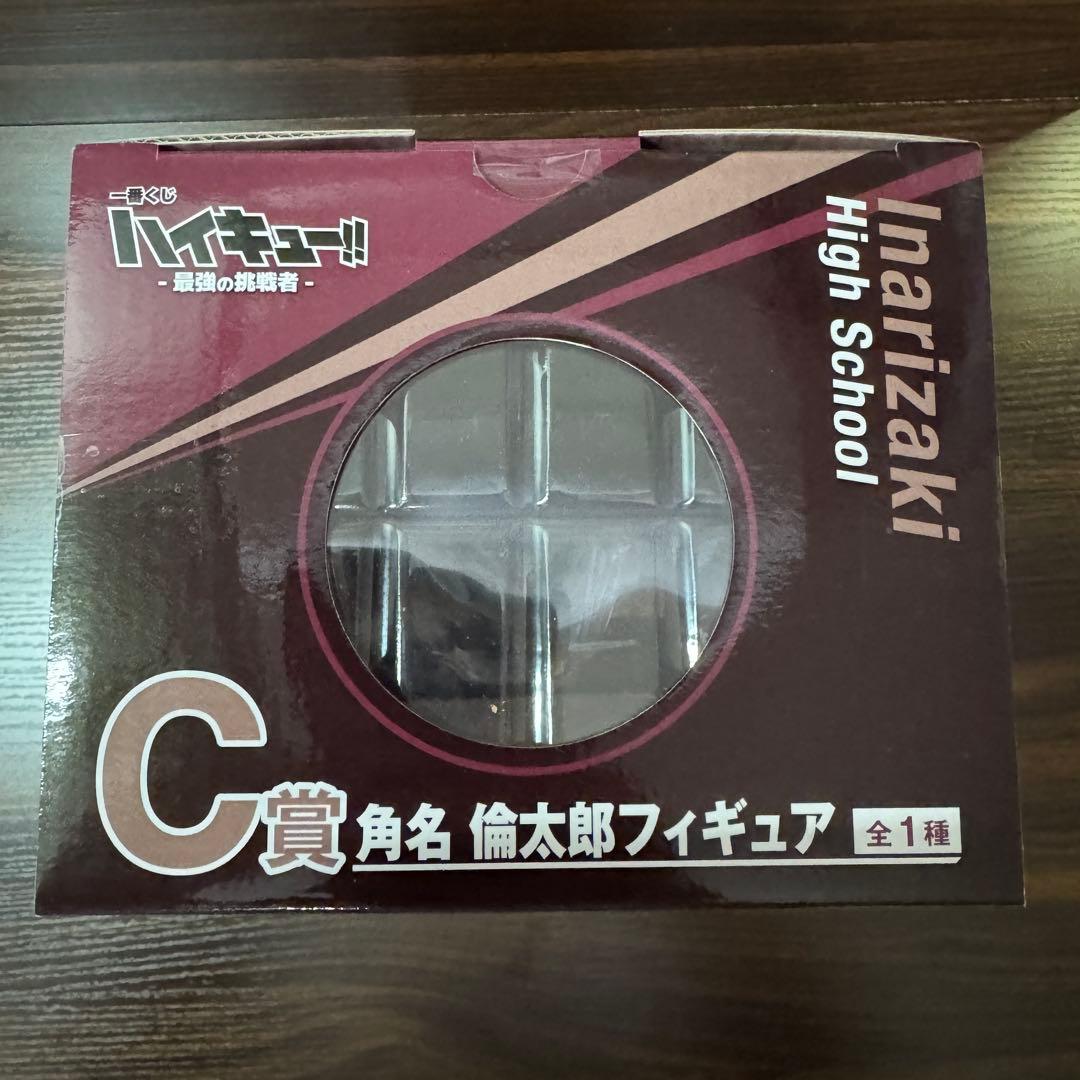 一番くじ
ハイキュー!!
- 最強の挑戦者 -
Inarizaki
High School
C賞 角名 倫太郎フィギュア 全1種